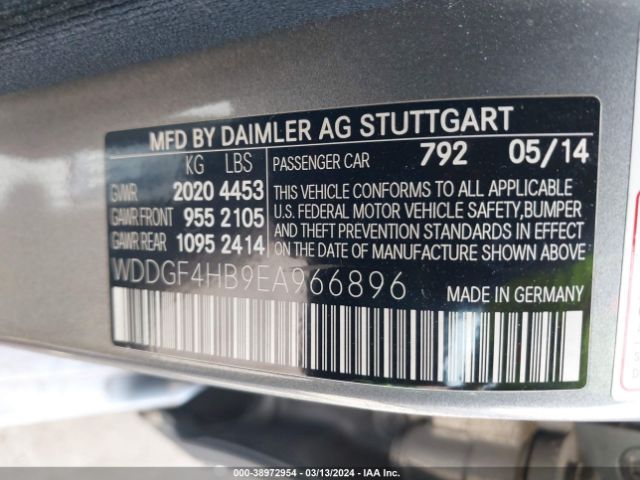 MFD BY DAIMLER AG STUTTGART
KG LBS
GVWR 2020 4453
GAWR FRONT 955 2105
GAWR REAR 1095 2414
PASSENGER CAR 792 05/14
THIS VEHICLE CONFORMS TO ALL APPLICABLE
U.S. FEDERAL MOTOR VEHICLE SAFETY, BUMPER
AND THEFT PREVENTION STANDARDS IN EFFECT
ON THE DATE OF MANUFACTURE SHOWN ABOVE.
WDDGF4HB9EA966896
MADE IN GERMANY
000-38972954 - 03/13/2024 - IAA Inc.